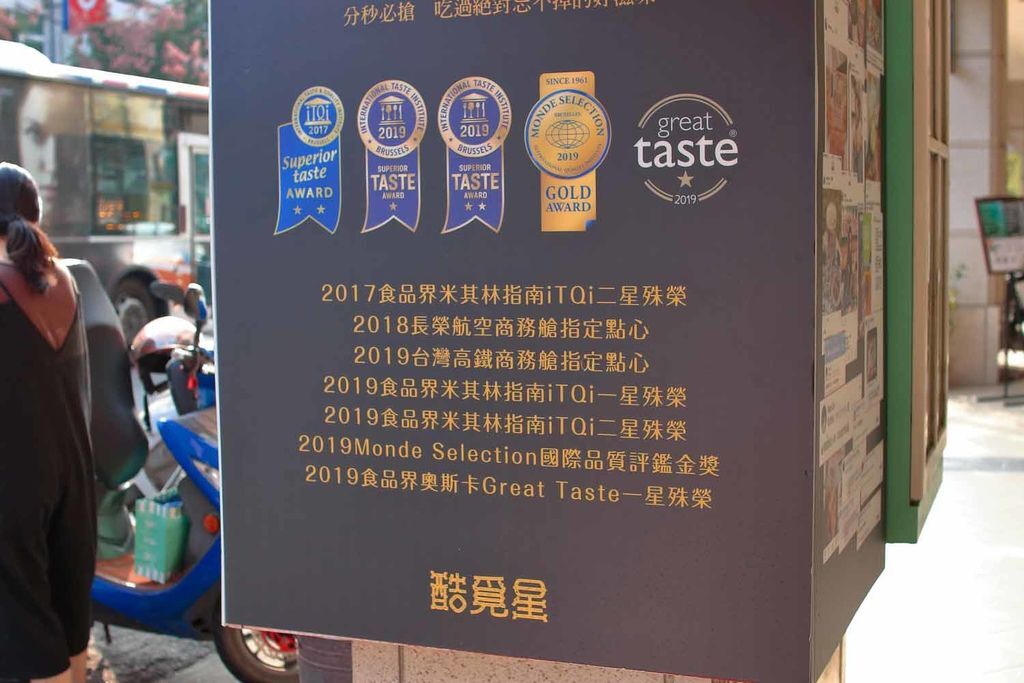 分秒必搶 吃過絕對忘不掉的好滋味
iTQi
2017
Superior
taste
AWARD
INTERNATIONAL TASTE INSTITUTE
2019
BRUSSELS
SUPERIOR
TASTE
AWARD
INTERNATIONAL TASTE INSTITUTE
2019
BRUSSELS
SUPERIOR
TASTE
AWARD
SINCE 1961
MONDE SELECTION
BRUXELLES
2019
GOLD
AWARD
great
taste®
2019
2017食品界米其林指南iTQi二星殊榮
2018長榮航空商務艙指定點心
2019台灣高鐵商務艙指定點心
2019食品界米其林指南iTQi一星殊榮
2019食品界米其林指南iTQi二星殊榮
2019Monde Selection國際品質評鑑金獎
2019食品界奧斯卡Great Taste一星殊榮
酷覓星